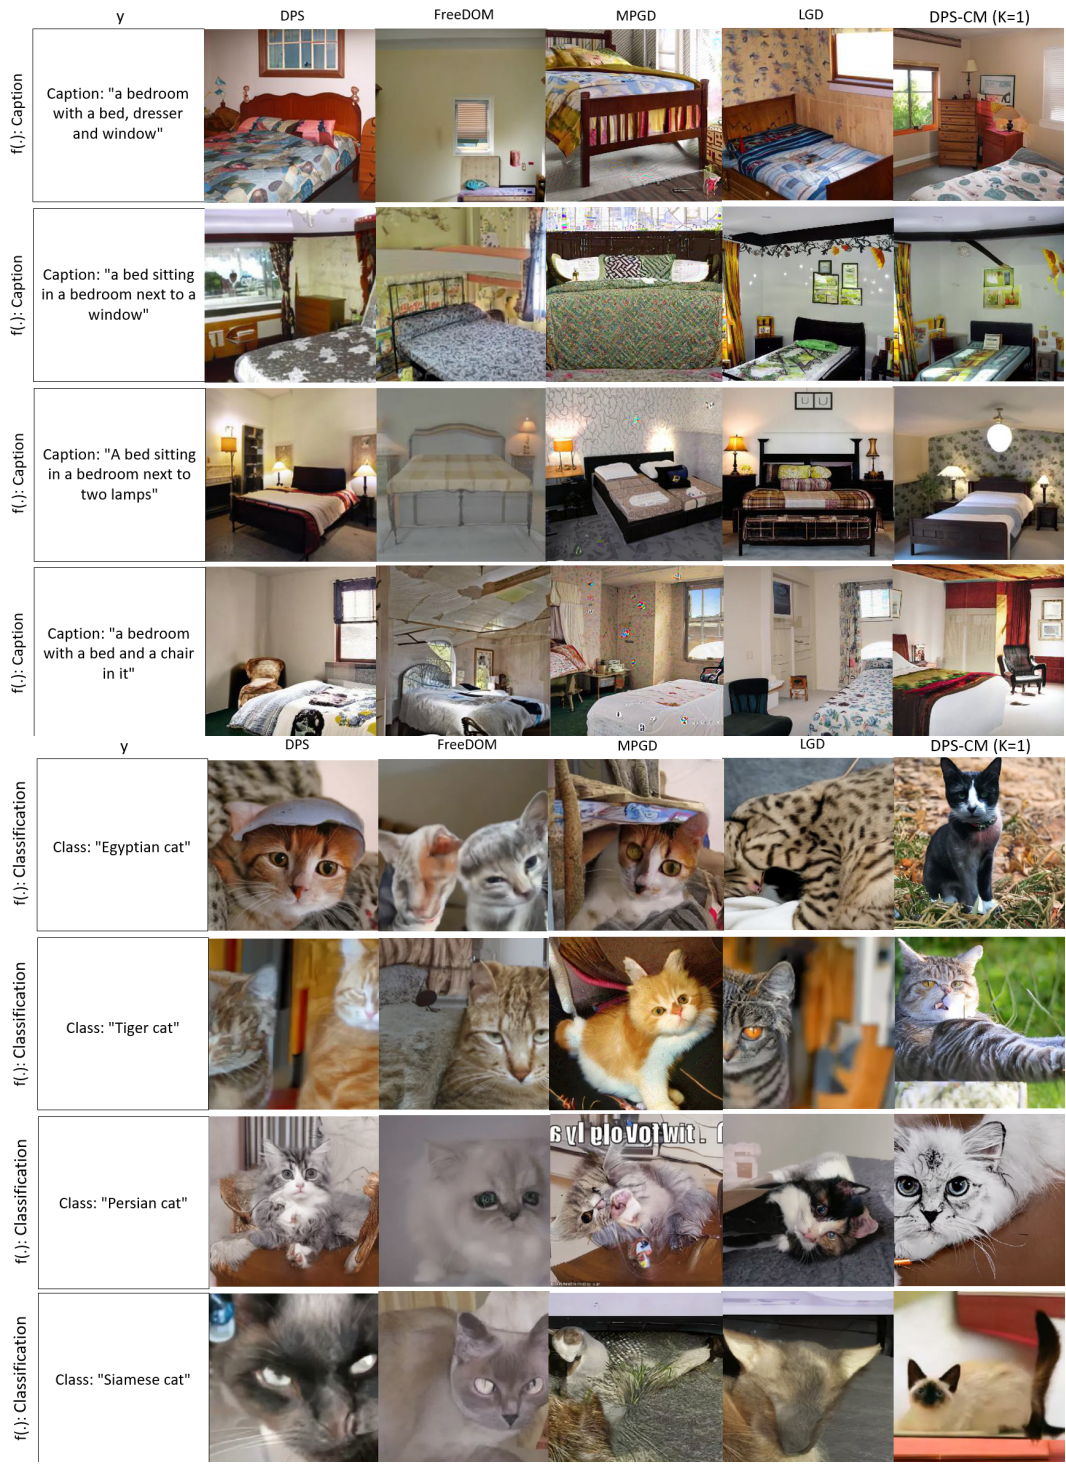 y DPS FreeDOM MPGD LGD DPS-CM (K=1)
f(.): Caption
Caption: "a bedroom
with a bed, dresser
and window"
f(.): Caption
Caption: "a bed sitting
in a bedroom next to a
window"
f(.): Caption
Caption: "A bed sitting
in a bedroom next to
two lamps"
f(.): Caption
Caption: "a bedroom
with a bed and a chair
in it"
y DPS FreeDOM MPGD LGD DPS-CM (K=1)
f(.): Classification
Class: "Egyptian cat"
f(.): Classification
Class: "Tiger cat"
f(.): Classification
Class: "Persian cat"
f(.): Classification
Class: "Siamese cat"